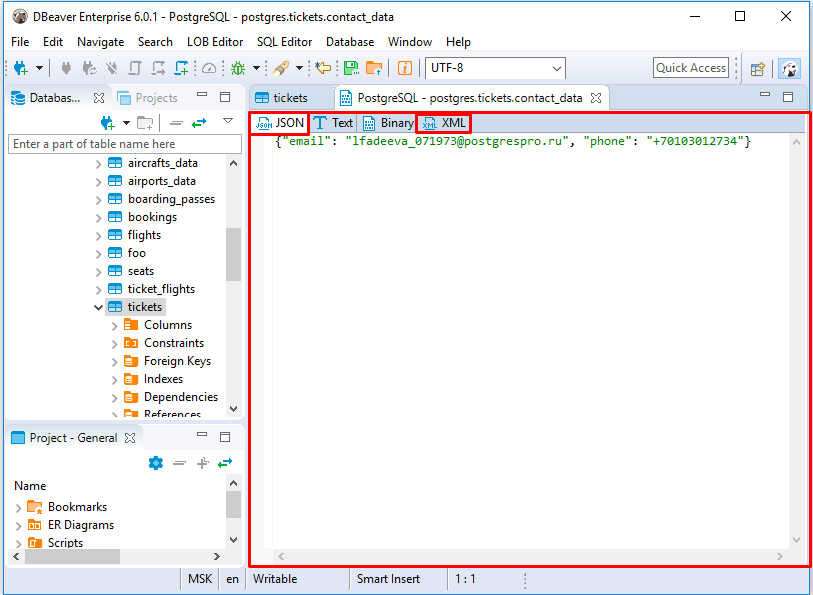 DBeaver Enterprise 6.0.1 - PostgreSQL - postgres.tickets.contact_data
File Edit Navigate Search LOB Editor SQL Editor Database Window Help
UTF-8 Quick Access
Databas... Projects
Enter a part of table name here
aircrafts_data
airports_data
boarding_passes
bookings
flights
foo
seats
ticket_flights
tickets
Columns
Constraints
Foreign Keys
Indexes
Dependencies
References
tickets PostgreSQL - postgres.tickets.contact_data
JSON Text Binary XML
{"email": "lfadeeva_071973@postgrespro.ru", "phone": "+70103012734"}
Project - General
Name
Bookmarks
ER Diagrams
Scripts
MSK en Writable Smart Insert 1 : 1